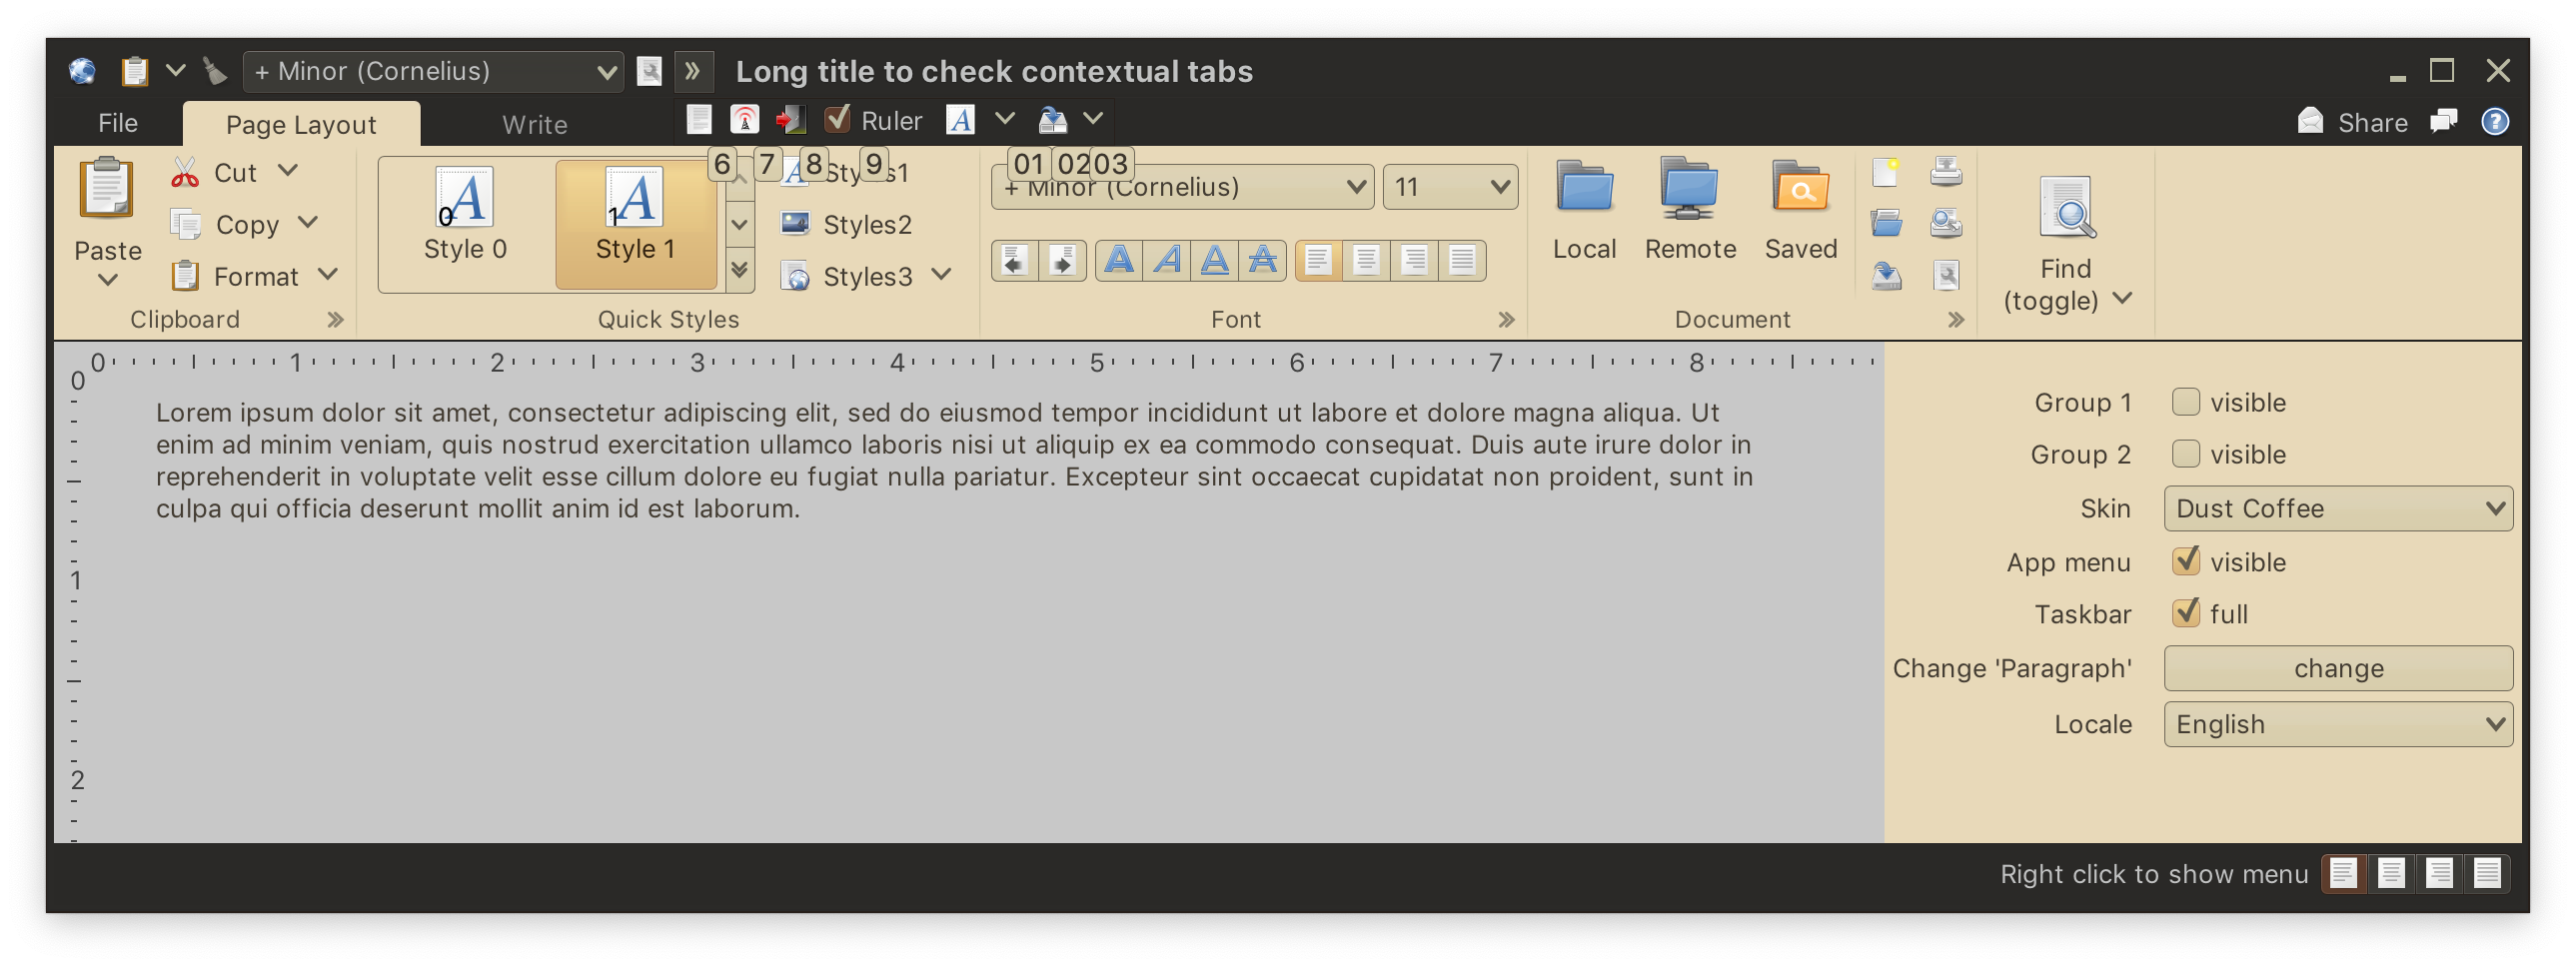 + Minor (Cornelius)
Long title to check contextual tabs
File
Page Layout
Write
Ruler
Share
6
7
8
9
01
02
03
Paste
Cut
Copy
Format
Clipboard
0
Style 0
1
Style 1
Styles2
Styles3
Quick Styles
+ Minor (Cornelius)
11
Font
Local
Remote
Saved
Document
Find
(toggle)
0 1 2 3 4 5 6 7 8
0
1
2
Lorem ipsum dolor sit amet, consectetur adipiscing elit, sed do eiusmod tempor incididunt ut labore et dolore magna aliqua. Ut
enim ad minim veniam, quis nostrud exercitation ullamco laboris nisi ut aliquip ex ea commodo consequat. Duis aute irure dolor in
reprehenderit in voluptate velit esse cillum dolore eu fugiat nulla pariatur. Excepteur sint occaecat cupidatat non proident, sunt in
culpa qui officia deserunt mollit anim id est laborum.
Group 1 visible
Group 2 visible
Skin Dust Coffee
App menu visible
Taskbar full
Change 'Paragraph' change
Locale English
Right click to show menu